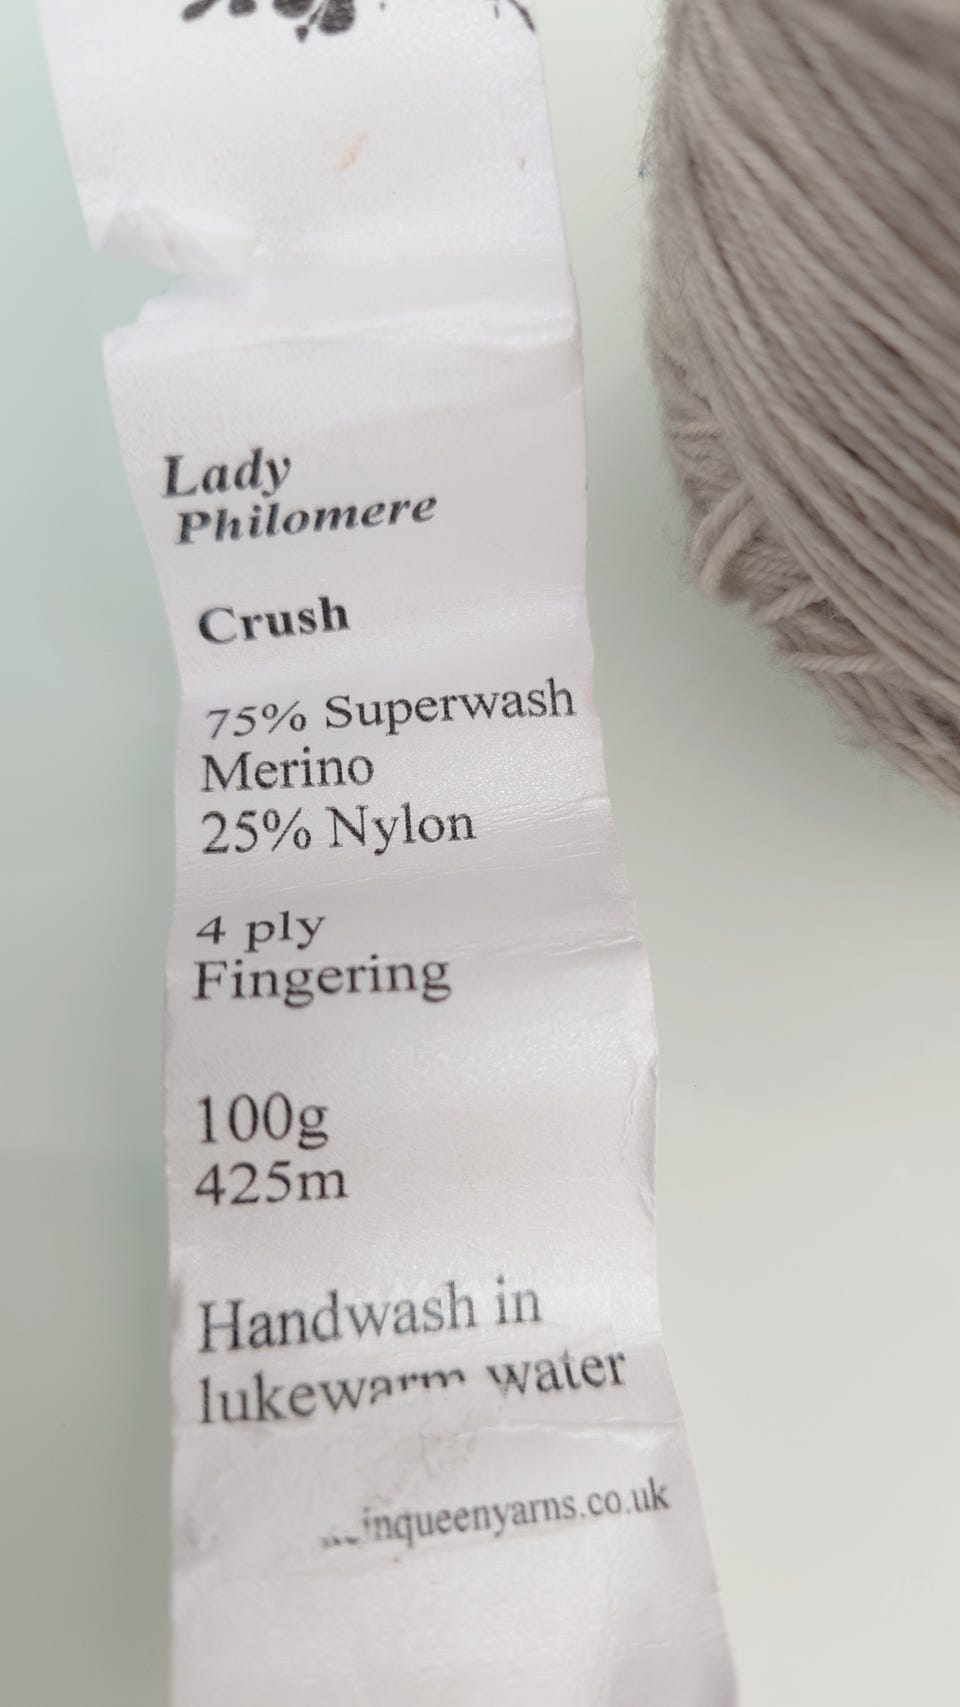 Lady
Philomere
Crush
75% Superwash
Merino
25% Nylon
4 ply
Fingering
100g
425m
Handwash in
lukewarm water
inqueenyarns.co.uk